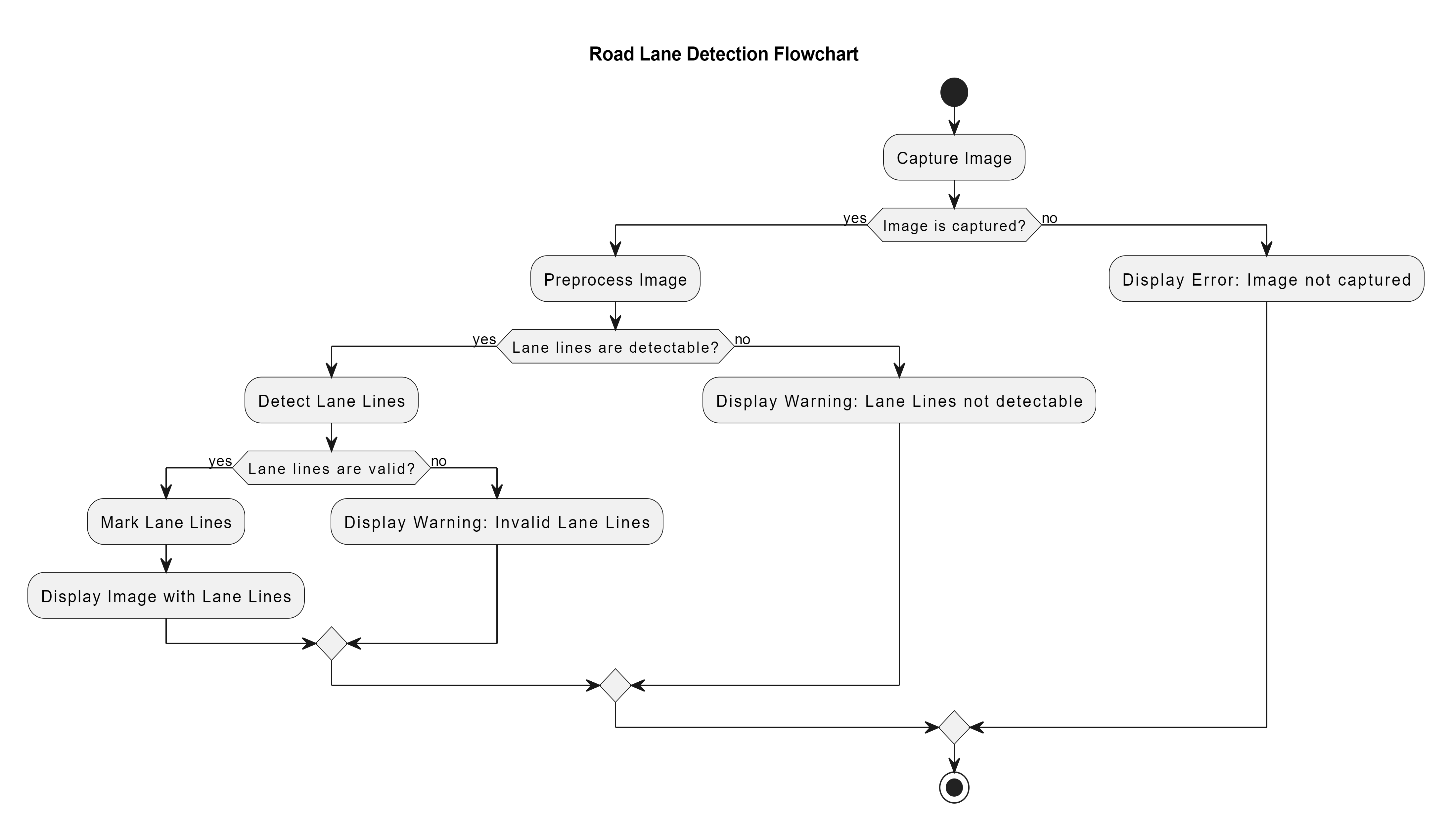 Road Lane Detection Flowchart
Capture Image
yes
Image is captured?
no
Preprocess Image
Display Error: Image not captured
yes
Lane lines are detectable?
no
Detect Lane Lines
Display Warning: Lane Lines not detectable
yes
Lane lines are valid?
no
Mark Lane Lines
Display Warning: Invalid Lane Lines
Display Image with Lane Lines